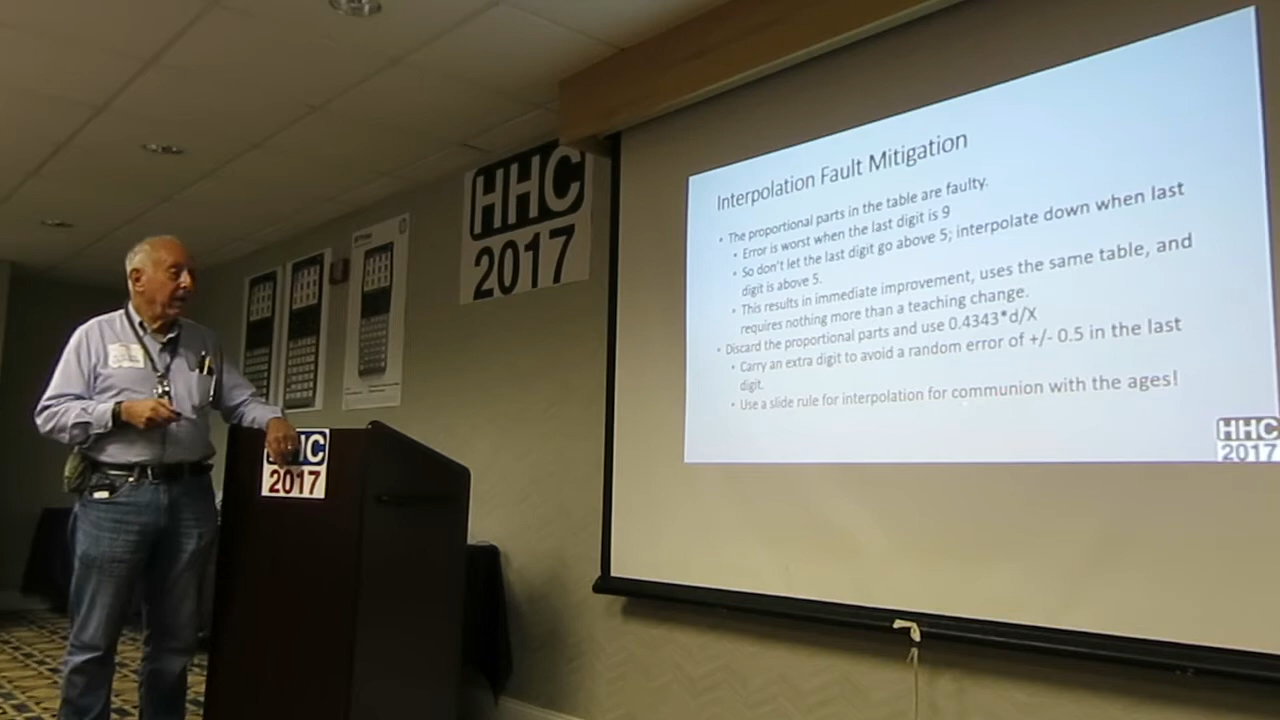 HHC
2017
Interpolation Fault Mitigation
• The proportional parts in the table are faulty.
• Error is worst when the last digit is 9
• So don't let the last digit go above 5; interpolate down when last
digit is above 5.
• This results in immediate improvement, uses the same table, and
requires nothing more than a teaching change.
• Discard the proportional parts and use 0.4343*d/X
• Carry an extra digit to avoid a random error of +/- 0.5 in the last
digit.
• Use a slide rule for interpolation for communion with the ages!
HHC
2017
2017